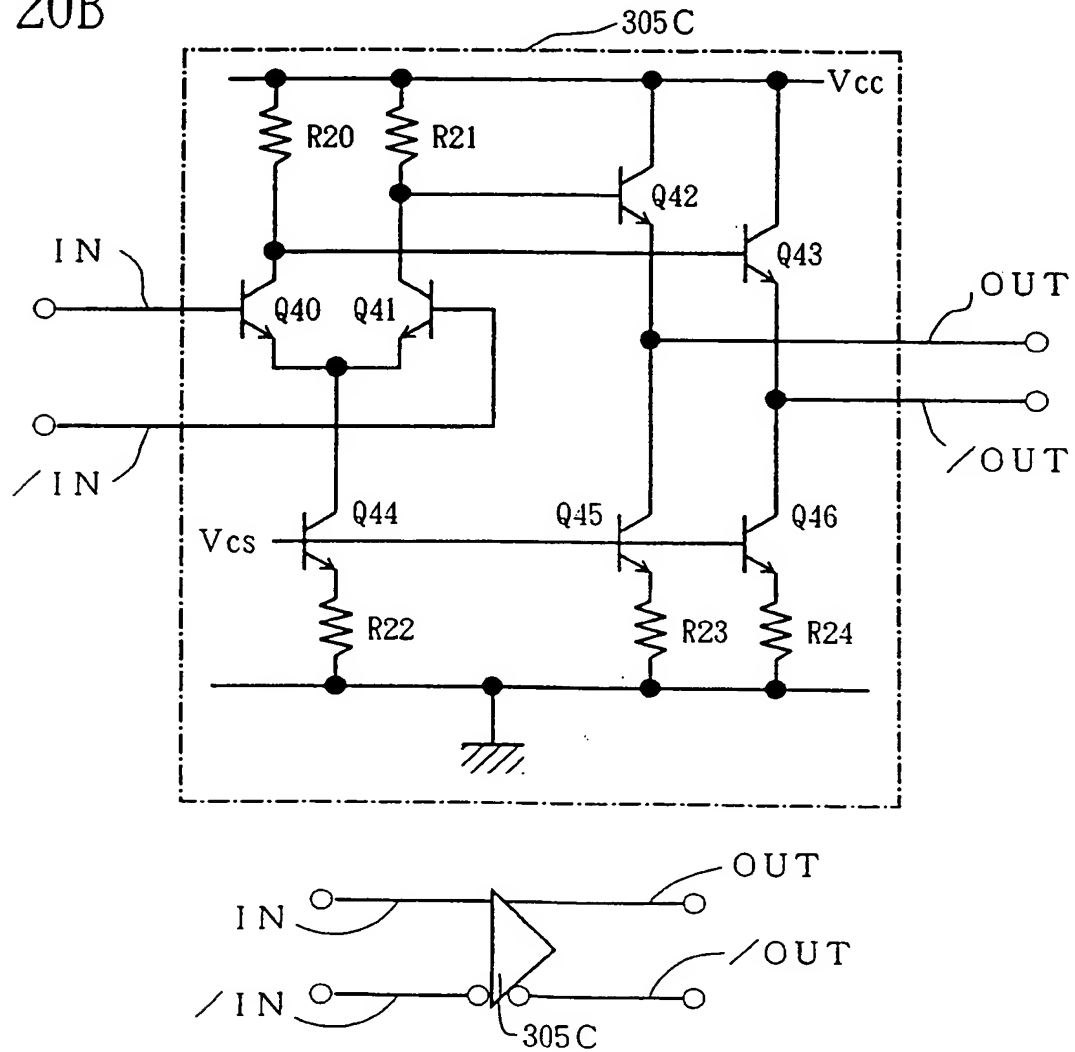 20B
305C
Vcc
R20
R21
Q42
Q43
IN
Q40
Q41
OUT
/IN
/OUT
Q44
Q45
Q46
Vcs
R22
R23
R24
OUT
IN
/OUT
/IN
305C